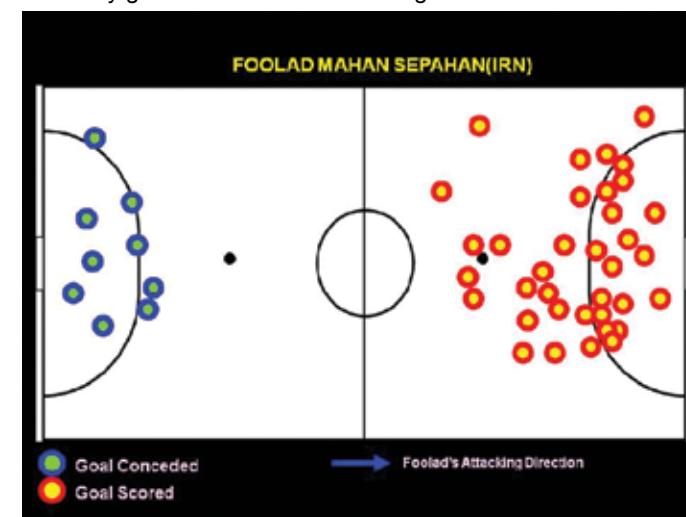 FOOLAD MAHAN SEPAHAN(IRN)
Goal Conceded
Foolad's Attacking Direction
Goal Scored